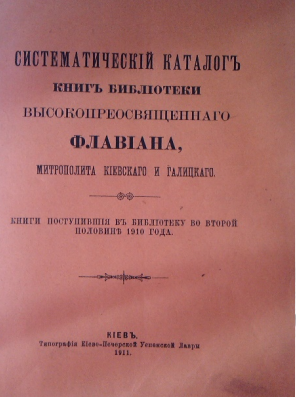 СИСТЕМАТИЧЕСКІЙ КАТАЛОГЪ
КНИГЪ БИБЛІОТЕКИ
ВЫСОКОПРЕОСВЯЩЕННАГО
ФЛАВІАНА,
МИТРОПОЛИТА КІЕВСКАГО И ГАЛИЦКАГО.
КНИГИ ПОСТУПИВШІЯ ВЪ БИБЛІОТЕКУ ВО ВТОРОЙ
ПОЛОВИНѢ 1910 ГОДА.
КІЕВЪ.
Типографія Кіево-Печерской Успенской Лавры
1911.